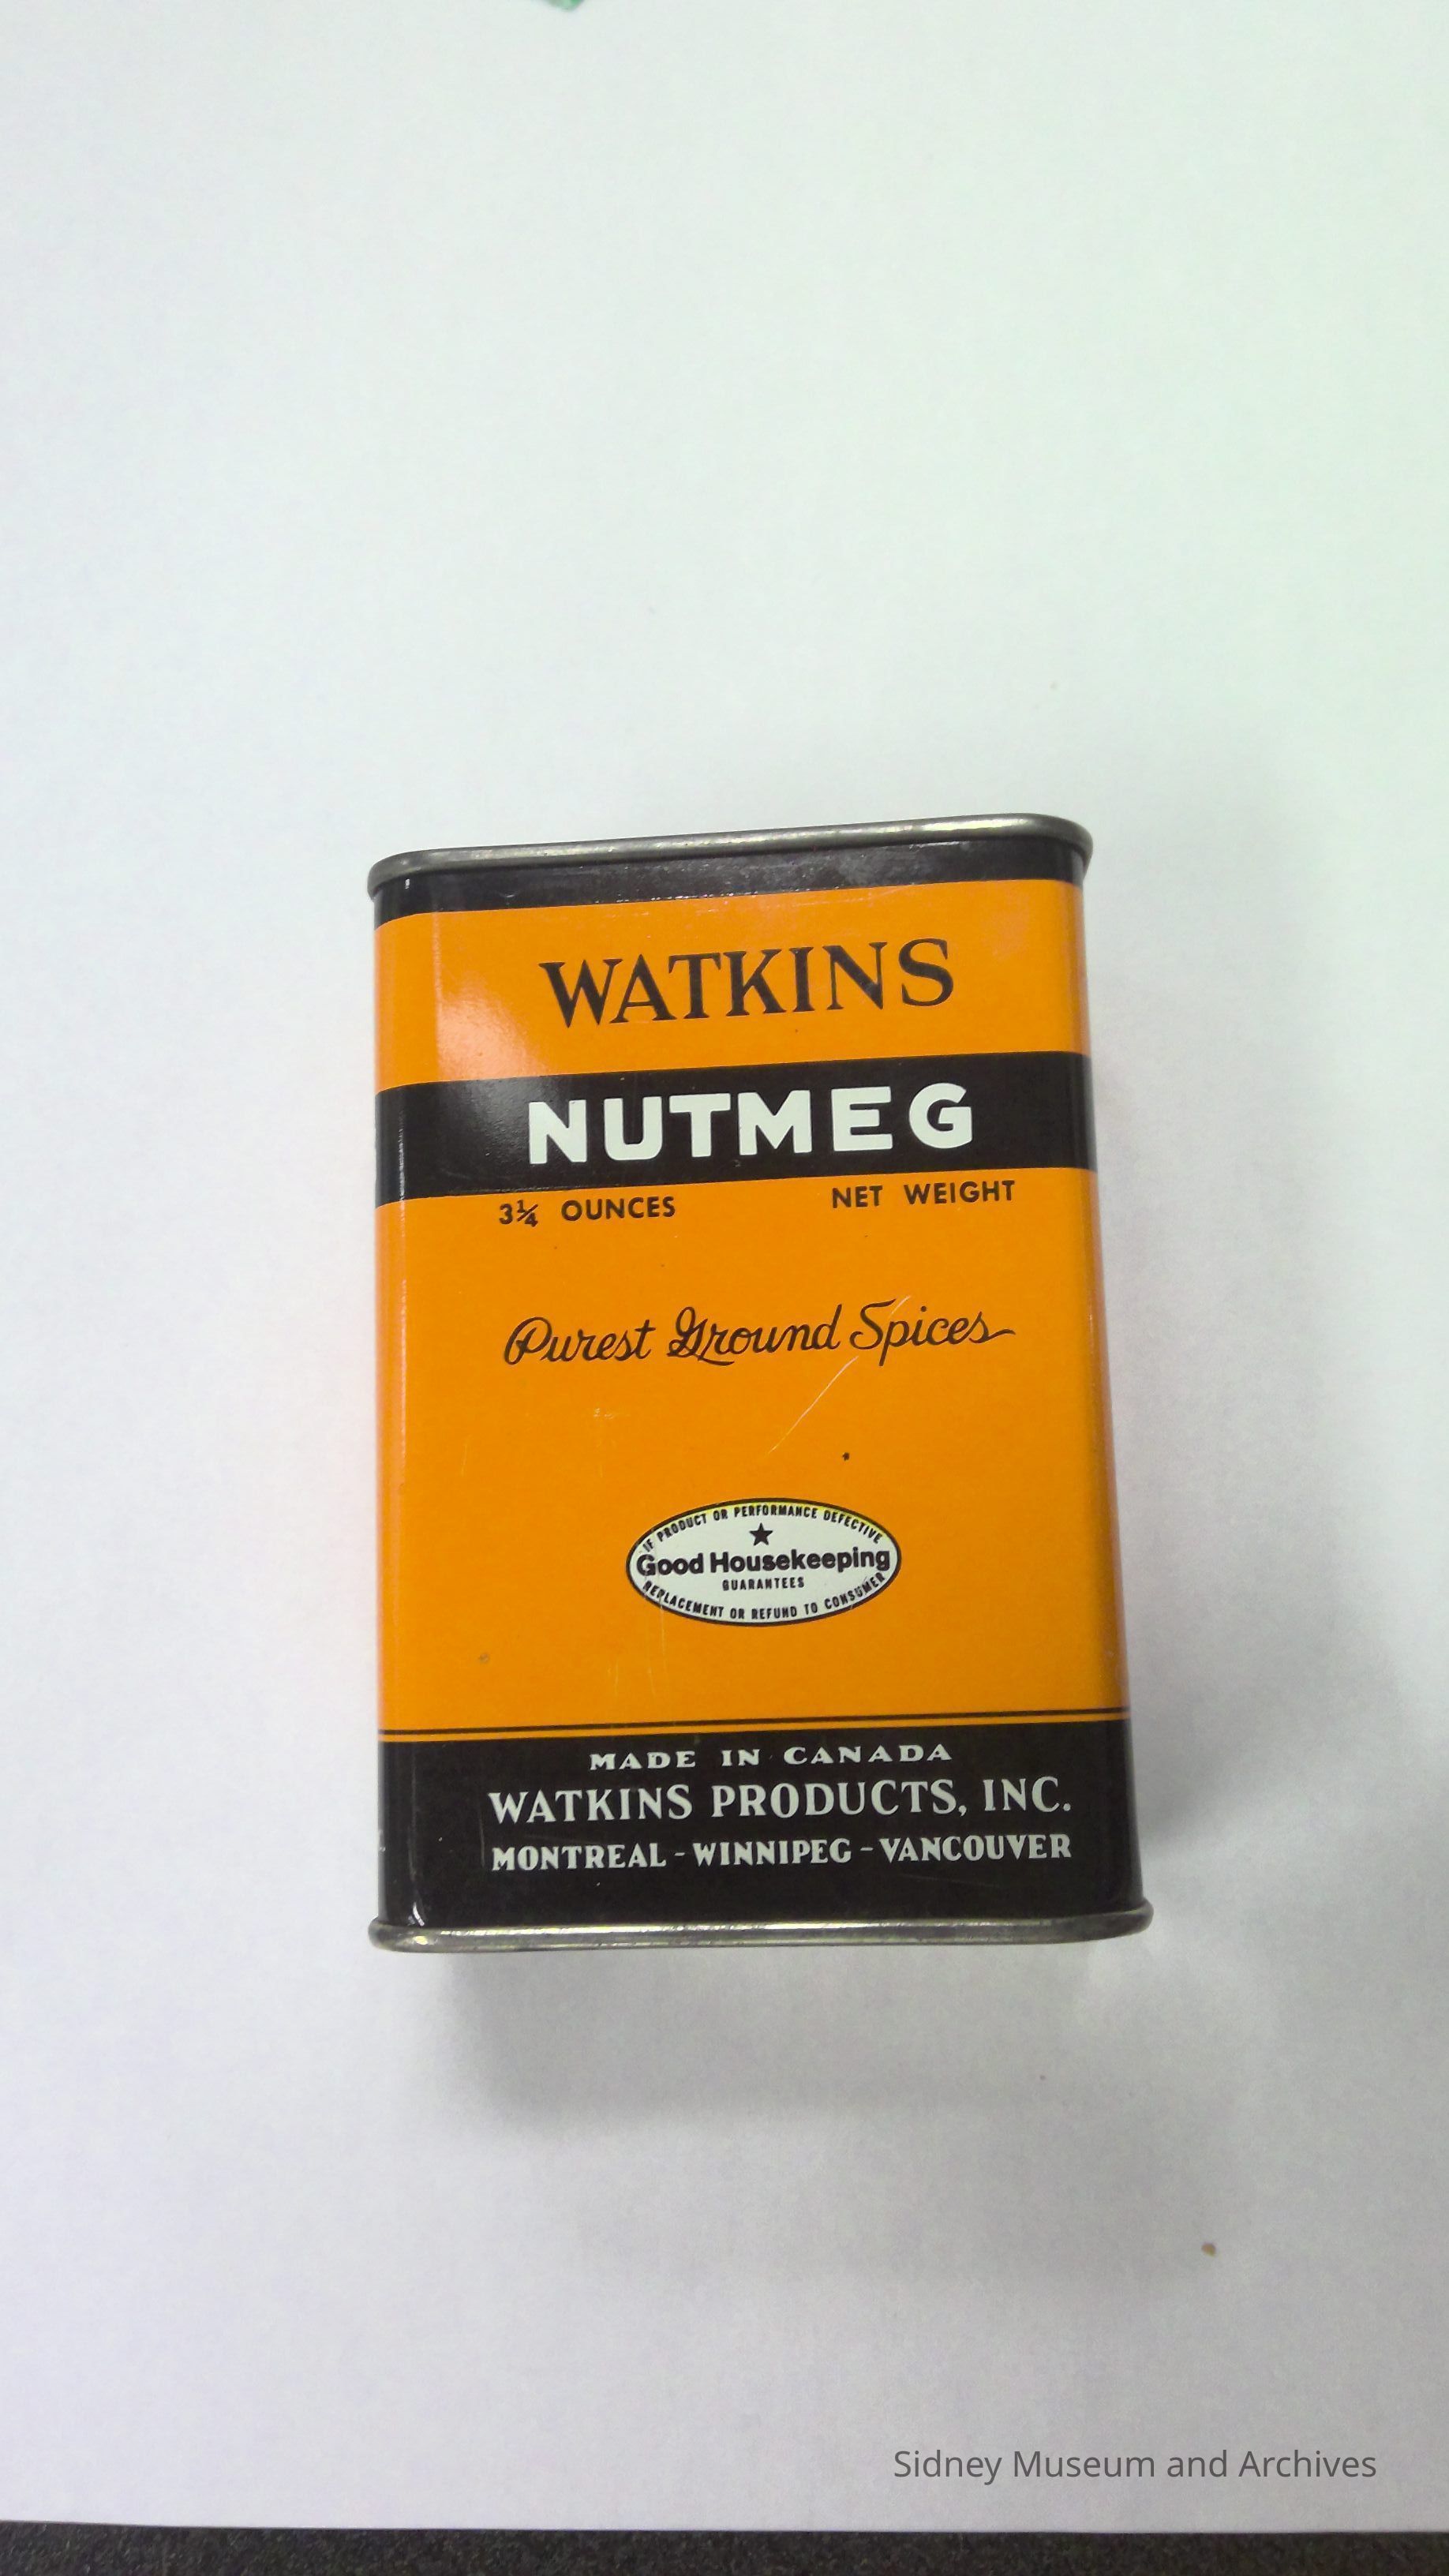 WATKINS
NUTMEG
3¼ OUNCES NET WEIGHT
Purest Ground Spices
IF PRODUCT OR PERFORMANCE DEFECTIVE
Good Housekeeping
GUARANTEES
REPLACEMENT OR REFUND TO CONSUMER
MADE IN CANADA
WATKINS PRODUCTS, INC.
MONTREAL - WINNIPEG - VANCOUVER
Sidney Museum and Archives